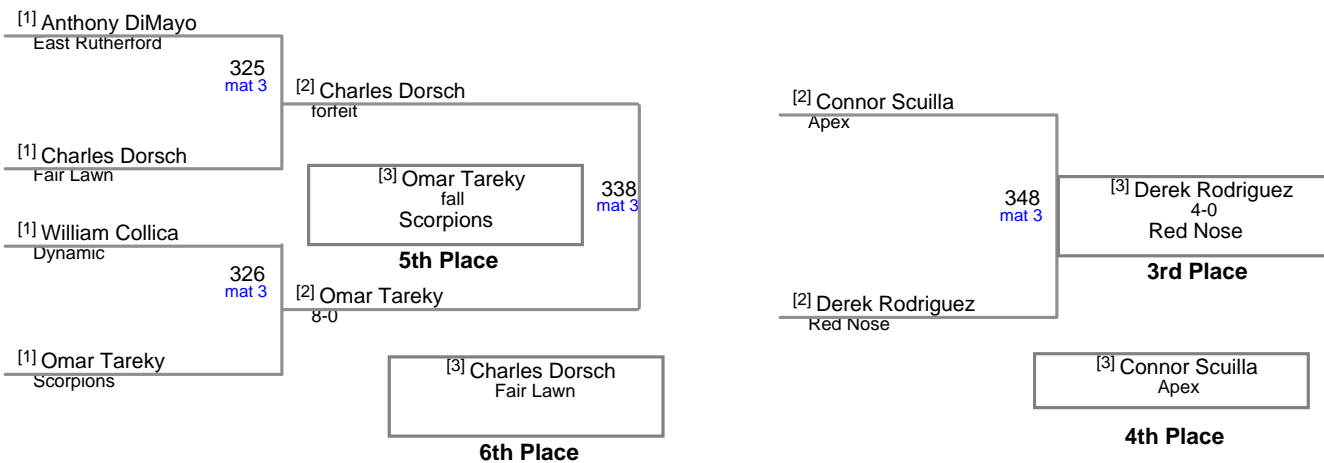 [1] Anthony DiMayo
East Rutherford
325
mat 3
[2] Charles Dorsch
forfeit
[1] Charles Dorsch
Fair Lawn
[3] Omar Tareky
fall
Scorpions
5th Place
338
mat 3
[1] William Collica
Dynamic
326
mat 3
[2] Omar Tareky
8-0
[1] Omar Tareky
Scorpions
[3] Charles Dorsch
Fair Lawn
6th Place
[2] Connor Scuilla
Apex
348
mat 3
[3] Derek Rodriguez
4-0
Red Nose
3rd Place
[2] Derek Rodriguez
Red Nose
[3] Connor Scuilla
Apex
4th Place